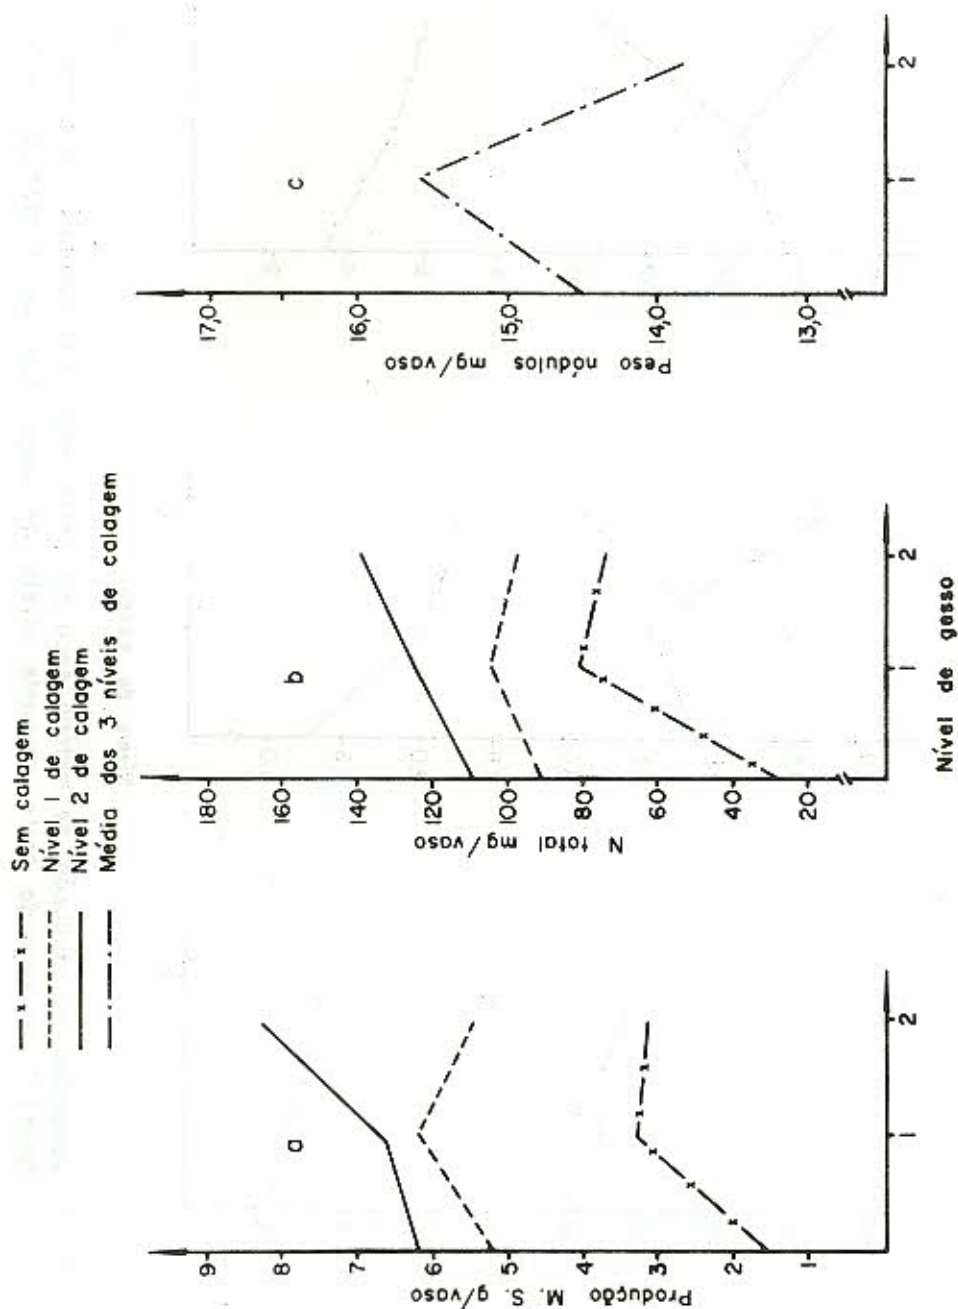 Sem calagem
Nível 1 de calagem
Nível 2 de calagem
Média dos 3 níveis de calagem
a
Produção M. S. g/vaso
9
8
7
6
5
4
3
2
1
1
2
b
N total mg/vaso
180
160
140
120
100
80
60
40
20
1
2
Nível de gesso
c
Peso nódulos mg/vaso
17,0
16,0
15,0
14,0
13,0
1
2